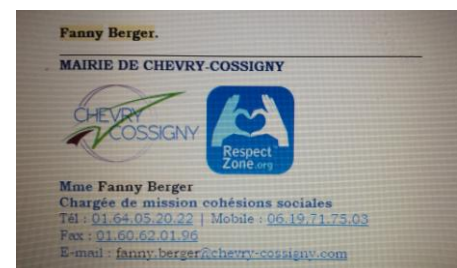 Fanny Berger.
MAIRIE DE CHEVRY-COSSIGNY
CHEVRY
COSSIGNY
Respect
Zone.org
Mme Fanny Berger
Chargée de mission cohésions sociales
Tél : 01.64.05.20.22 | Mobile : 06.19.71.75.03
Fax : 01.60.62.01.96
E-mail : fanny.berger@chevry-cossigny.com